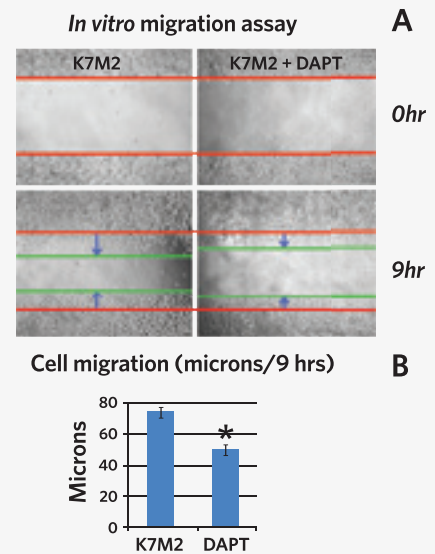 In vitro migration assay
A
K7M2
K7M2 + DAPT
0hr
9hr
Cell migration (microns/9 hrs)
B
80
60
40
20
0
Microns
*
K7M2
DAPT